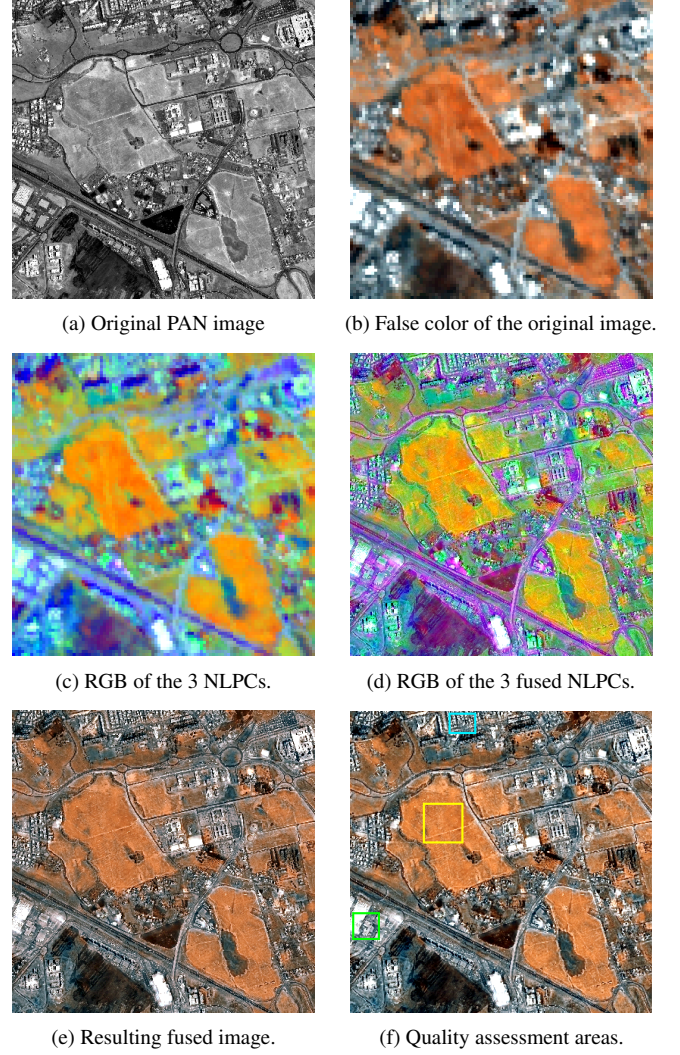 (a) Original PAN image
(b) False color of the original image.
(c) RGB of the 3 NLPCs.
(d) RGB of the 3 fused NLPCs.
(e) Resulting fused image.
(f) Quality assessment areas.